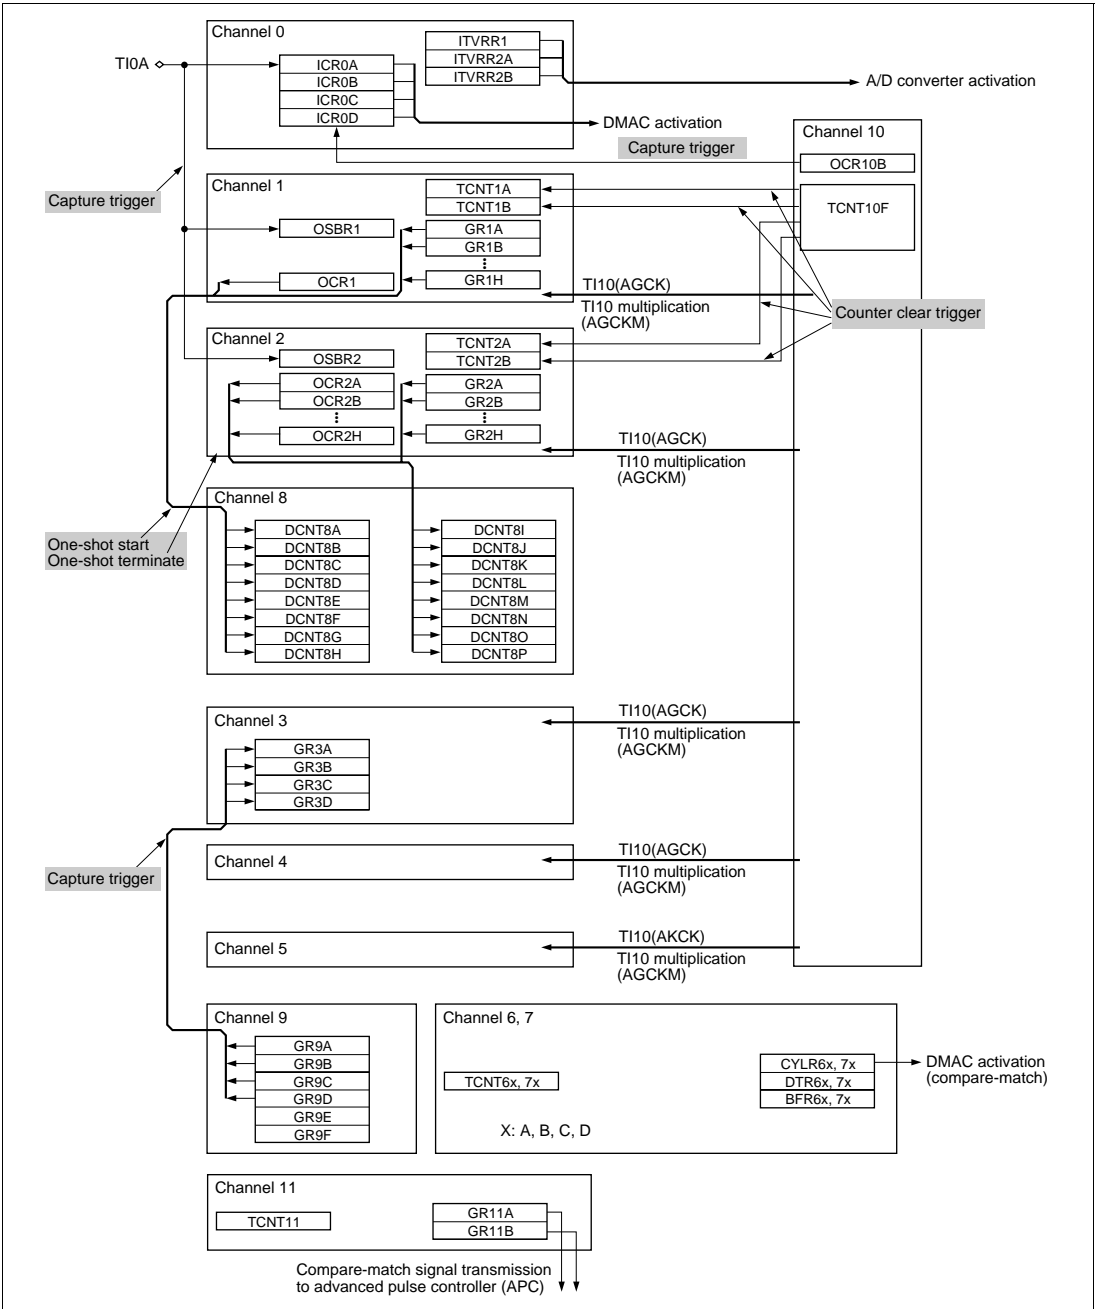 Channel 0
TI0A
ICR0A
ICR0B
ICR0C
ICR0D
ITVRR1
ITVRR2A
ITVRR2B
A/D converter activation
DMAC activation
Capture trigger
Channel 10
OCR10B
TCNT10F
Capture trigger
Channel 1
TCNT1A
TCNT1B
OSBR1
GR1A
GR1B
GR1H
OCR1
TI10(AGCK)
TI10 multiplication
(AGCKM)
Counter clear trigger
Channel 2
TCNT2A
TCNT2B
OSBR2
OCR2A
OCR2B
OCR2H
GR2A
GR2B
GR2H
TI10(AGCK)
TI10 multiplication
(AGCKM)
Channel 8
One-shot start
One-shot terminate
DCNT8A
DCNT8B
DCNT8C
DCNT8D
DCNT8E
DCNT8F
DCNT8G
DCNT8H
DCNT8I
DCNT8J
DCNT8K
DCNT8L
DCNT8M
DCNT8N
DCNT8O
DCNT8P
Channel 3
GR3A
GR3B
GR3C
GR3D
TI10(AGCK)
TI10 multiplication
(AGCKM)
Capture trigger
Channel 4
TI10(AGCK)
TI10 multiplication
(AGCKM)
Channel 5
TI10(AKCK)
TI10 multiplication
(AGCKM)
Channel 9
GR9A
GR9B
GR9C
GR9D
GR9E
GR9F
Channel 6, 7
TCNT6x, 7x
CYLR6x, 7x
DTR6x, 7x
BFR6x, 7x
X: A, B, C, D
DMAC activation
(compare-match)
Channel 11
TCNT11
GR11A
GR11B
Compare-match signal transmission
to advanced pulse controller (APC)